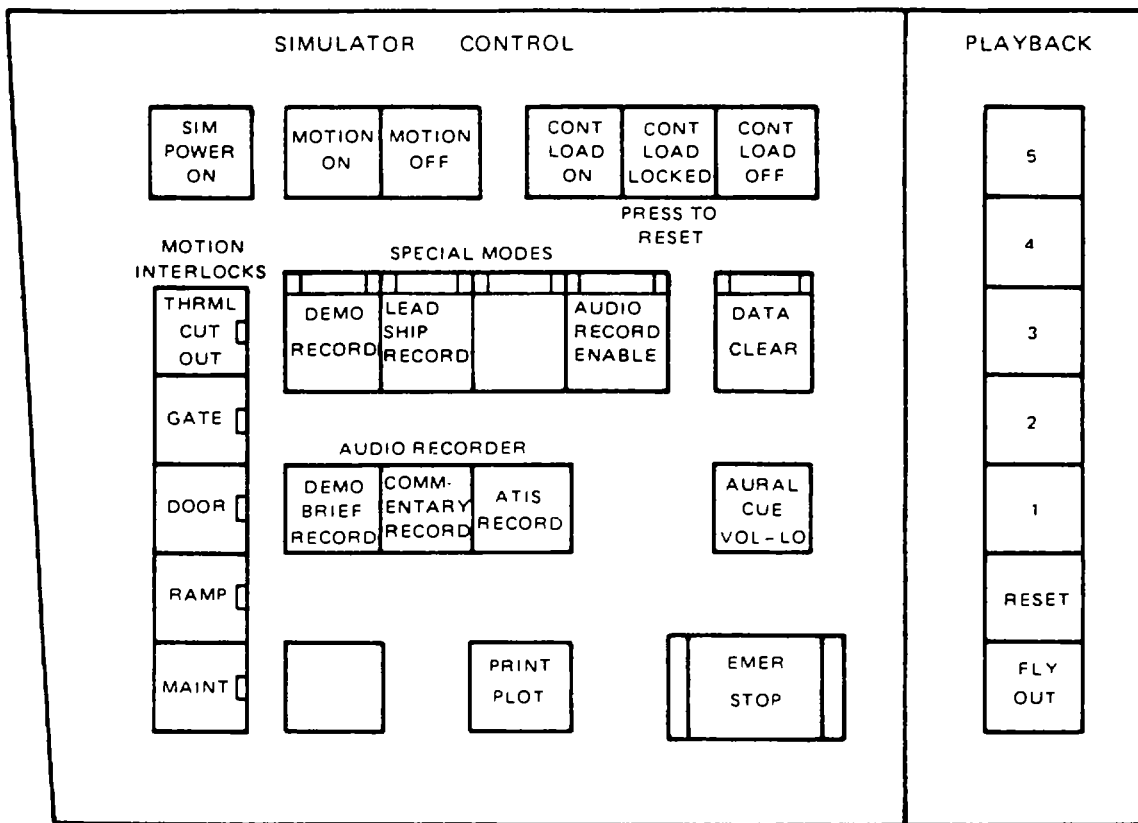 SIMULATOR CONTROL
SIM
POWER
ON
MOTION
ON
MOTION
OFF
CONT
LOAD
ON
CONT
LOAD
LOCKED
CONT
LOAD
OFF
PRESS TO
RESET
MOTION
INTERLOCKS
THRML
CUT
OUT
GATE
DOOR
RAMP
MAINT
SPECIAL MODES
DEMO
RECORD
LEAD
SHIP
RECORD
AUDIO
RECORD
ENABLE
DATA
CLEAR
AUDIO RECORDER
DEMO
BRIEF
RECORD
COMM-
ENTARY
RECORD
ATIS
RECORD
AURAL
CUE
VOL-LO
PRINT
PLOT
EMER
STOP
PLAYBACK
5
4
3
2
1
RESET
FLY
OUT